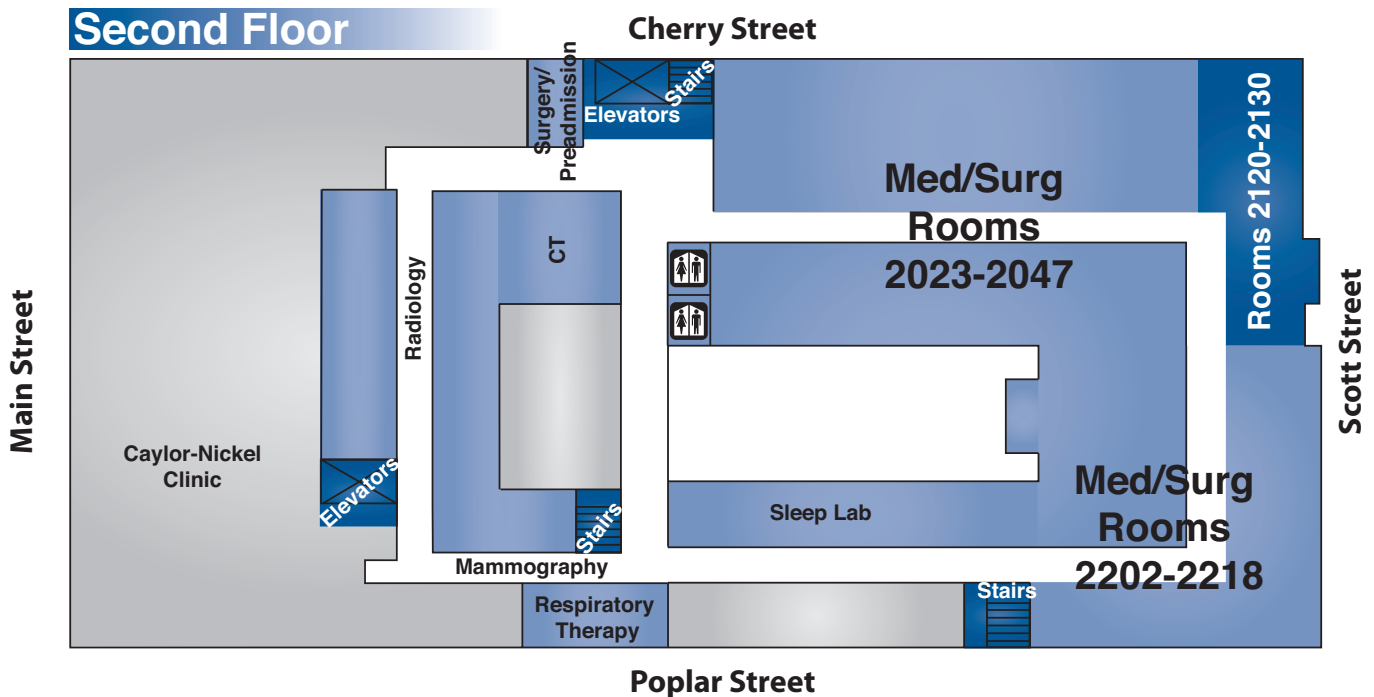 Second Floor
Cherry Street
Surgery/
Preadmission
Elevators
Stairs
Rooms 2120-2130
Med/Surg
Rooms
2023-2047
CT
Radiology
Main Street
Scott Street
Caylor-Nickel
Clinic
Elevators
Stairs
Sleep Lab
Med/Surg
Rooms
2202-2218
Mammography
Respiratory
Therapy
Stairs
Poplar Street